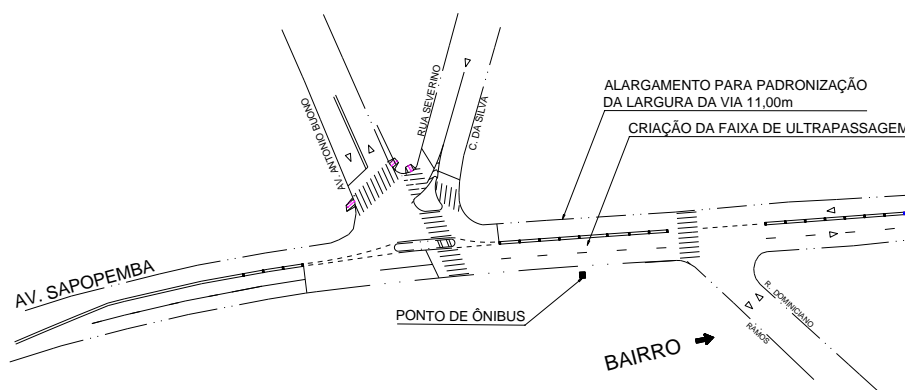 AV. ANTONIO BUONO
RUA SEVERINO
C. DA SILVA
ALARGAMENTO PARA PADRONIZAÇÃO
DA LARGURA DA VIA 11,00m
CRIAÇÃO DA FAIXA DE ULTRAPASSAGEM
AV. SAPOPEMBA
PONTO DE ÔNIBUS
BAIRRO
R. DOMINICIANO
RAMOS